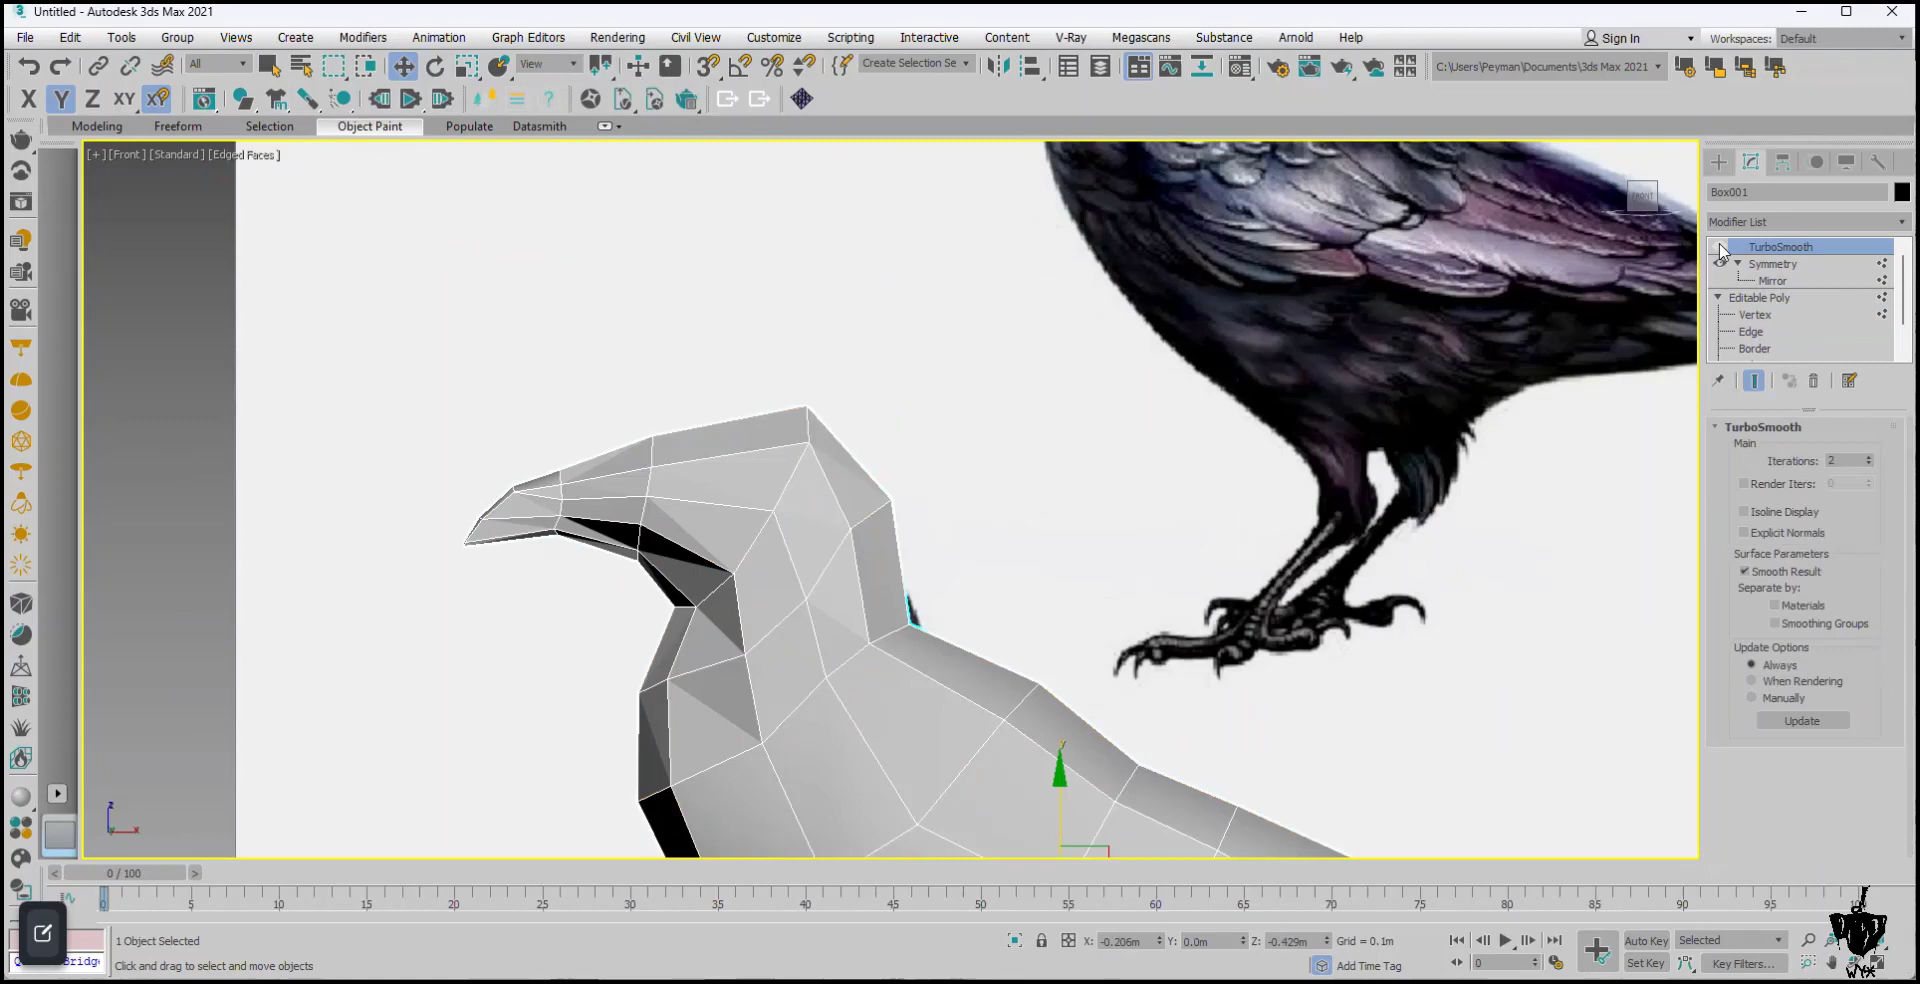 Untitled - Autodesk 3ds Max 2021
File Edit Tools Group Views Create Modifiers Animation Graph Editors Rendering Civil View Customize Scripting Interactive Content V-Ray Megascans Substance Arnold Help
Sign In Workspaces: Default
All View Create Selection Se C:\Users\Peyman\Documents\3ds Max 2021
X Y Z XY
Modeling Freeform Selection Object Paint Populate Datasmith
[+] [Front] [Standard] [Edged Faces]
FRONT
Box001
Modifier List
TurboSmooth
Symmetry
Mirror
Editable Poly
Vertex
Edge
Border
TurboSmooth
Main
Iterations: 2
Render Iters: 0
Isoline Display
Explicit Normals
Surface Parameters
Smooth Result
Separate by:
Materials
Smoothing Groups
Update Options
Always
When Rendering
Manually
Update
y
z
x
0 / 100
0 5 10 15 20 25 30 35 40 45 50 55 60 65 70 75 80 85 90 95
1 Object Selected
X: -0.206m Y: 0.0m Z: -0.429m Grid = 0.1m
Auto Key Selected
Click and drag to select and move objects
Add Time Tag
0
Set Key Key Filters...